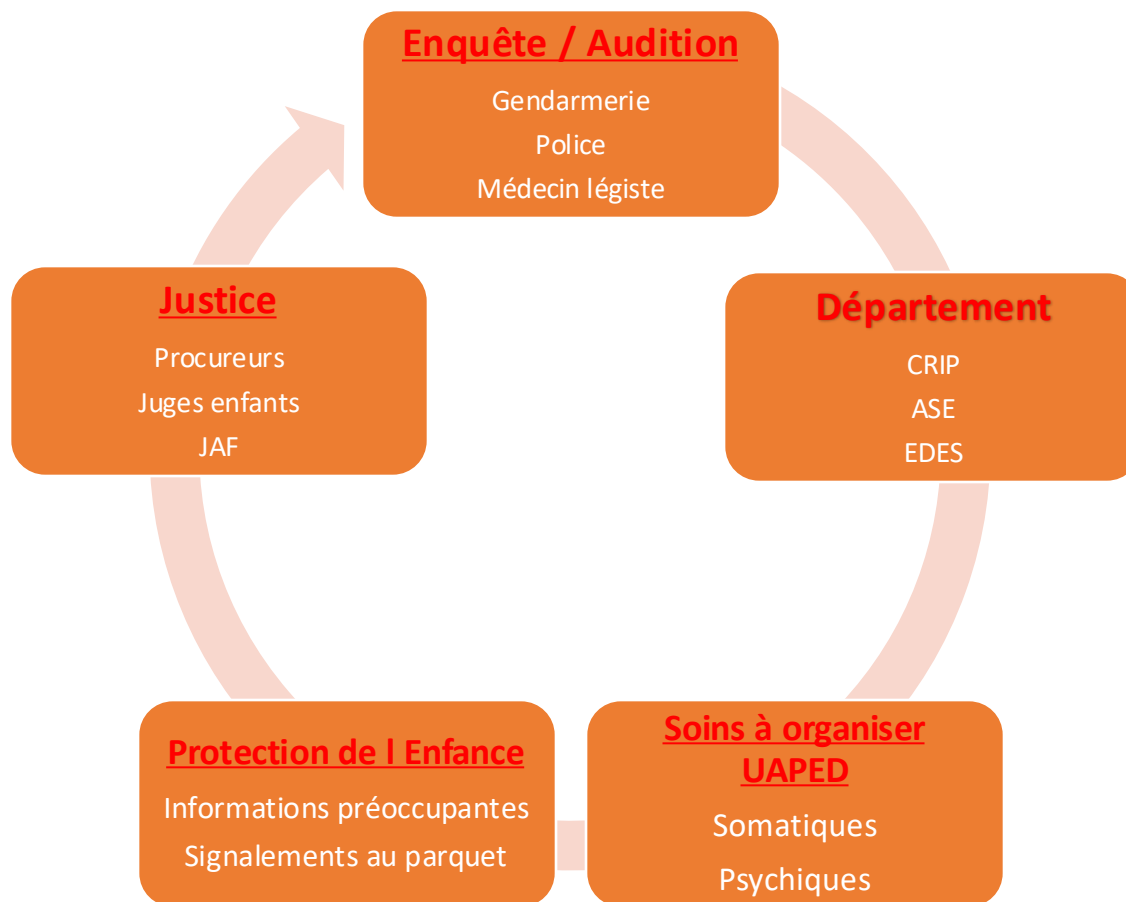 Enquête / Audition
Gendarmerie
Police
Médecin légiste
Département
CRIP
ASE
EDES
Soins à organiser
UAPED
Somatiques
Psychiques
Protection de l Enfance
Informations préoccupantes
Signalements au parquet
Justice
Procureurs
Juges enfants
JAF